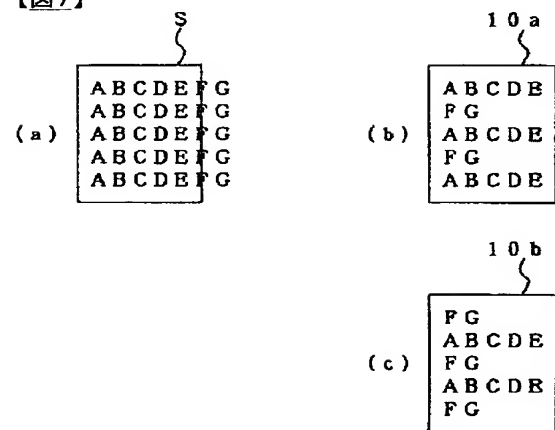 【図7】
S
(a)
ABCDEFG
ABCDEFG
ABCDEFG
ABCDEFG
ABCDEFG
10a
(b)
ABCDE
FG
ABCDE
FG
ABCDE
10b
(c)
FG
ABCDE
FG
ABCDE
FG